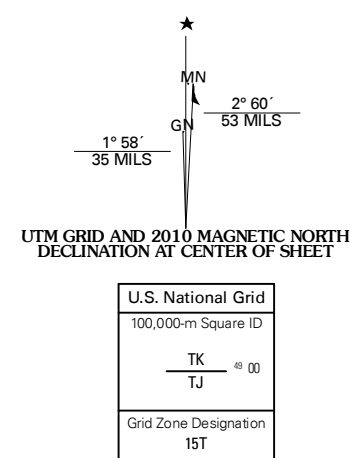 MN
2° 60´
53 MILS
GN
1° 58´
35 MILS
UTM GRID AND 2010 MAGNETIC NORTH
DECLINATION AT CENTER OF SHEET
U.S. National Grid
100,000-m Square ID
TK
49 00
TJ
Grid Zone Designation
15T